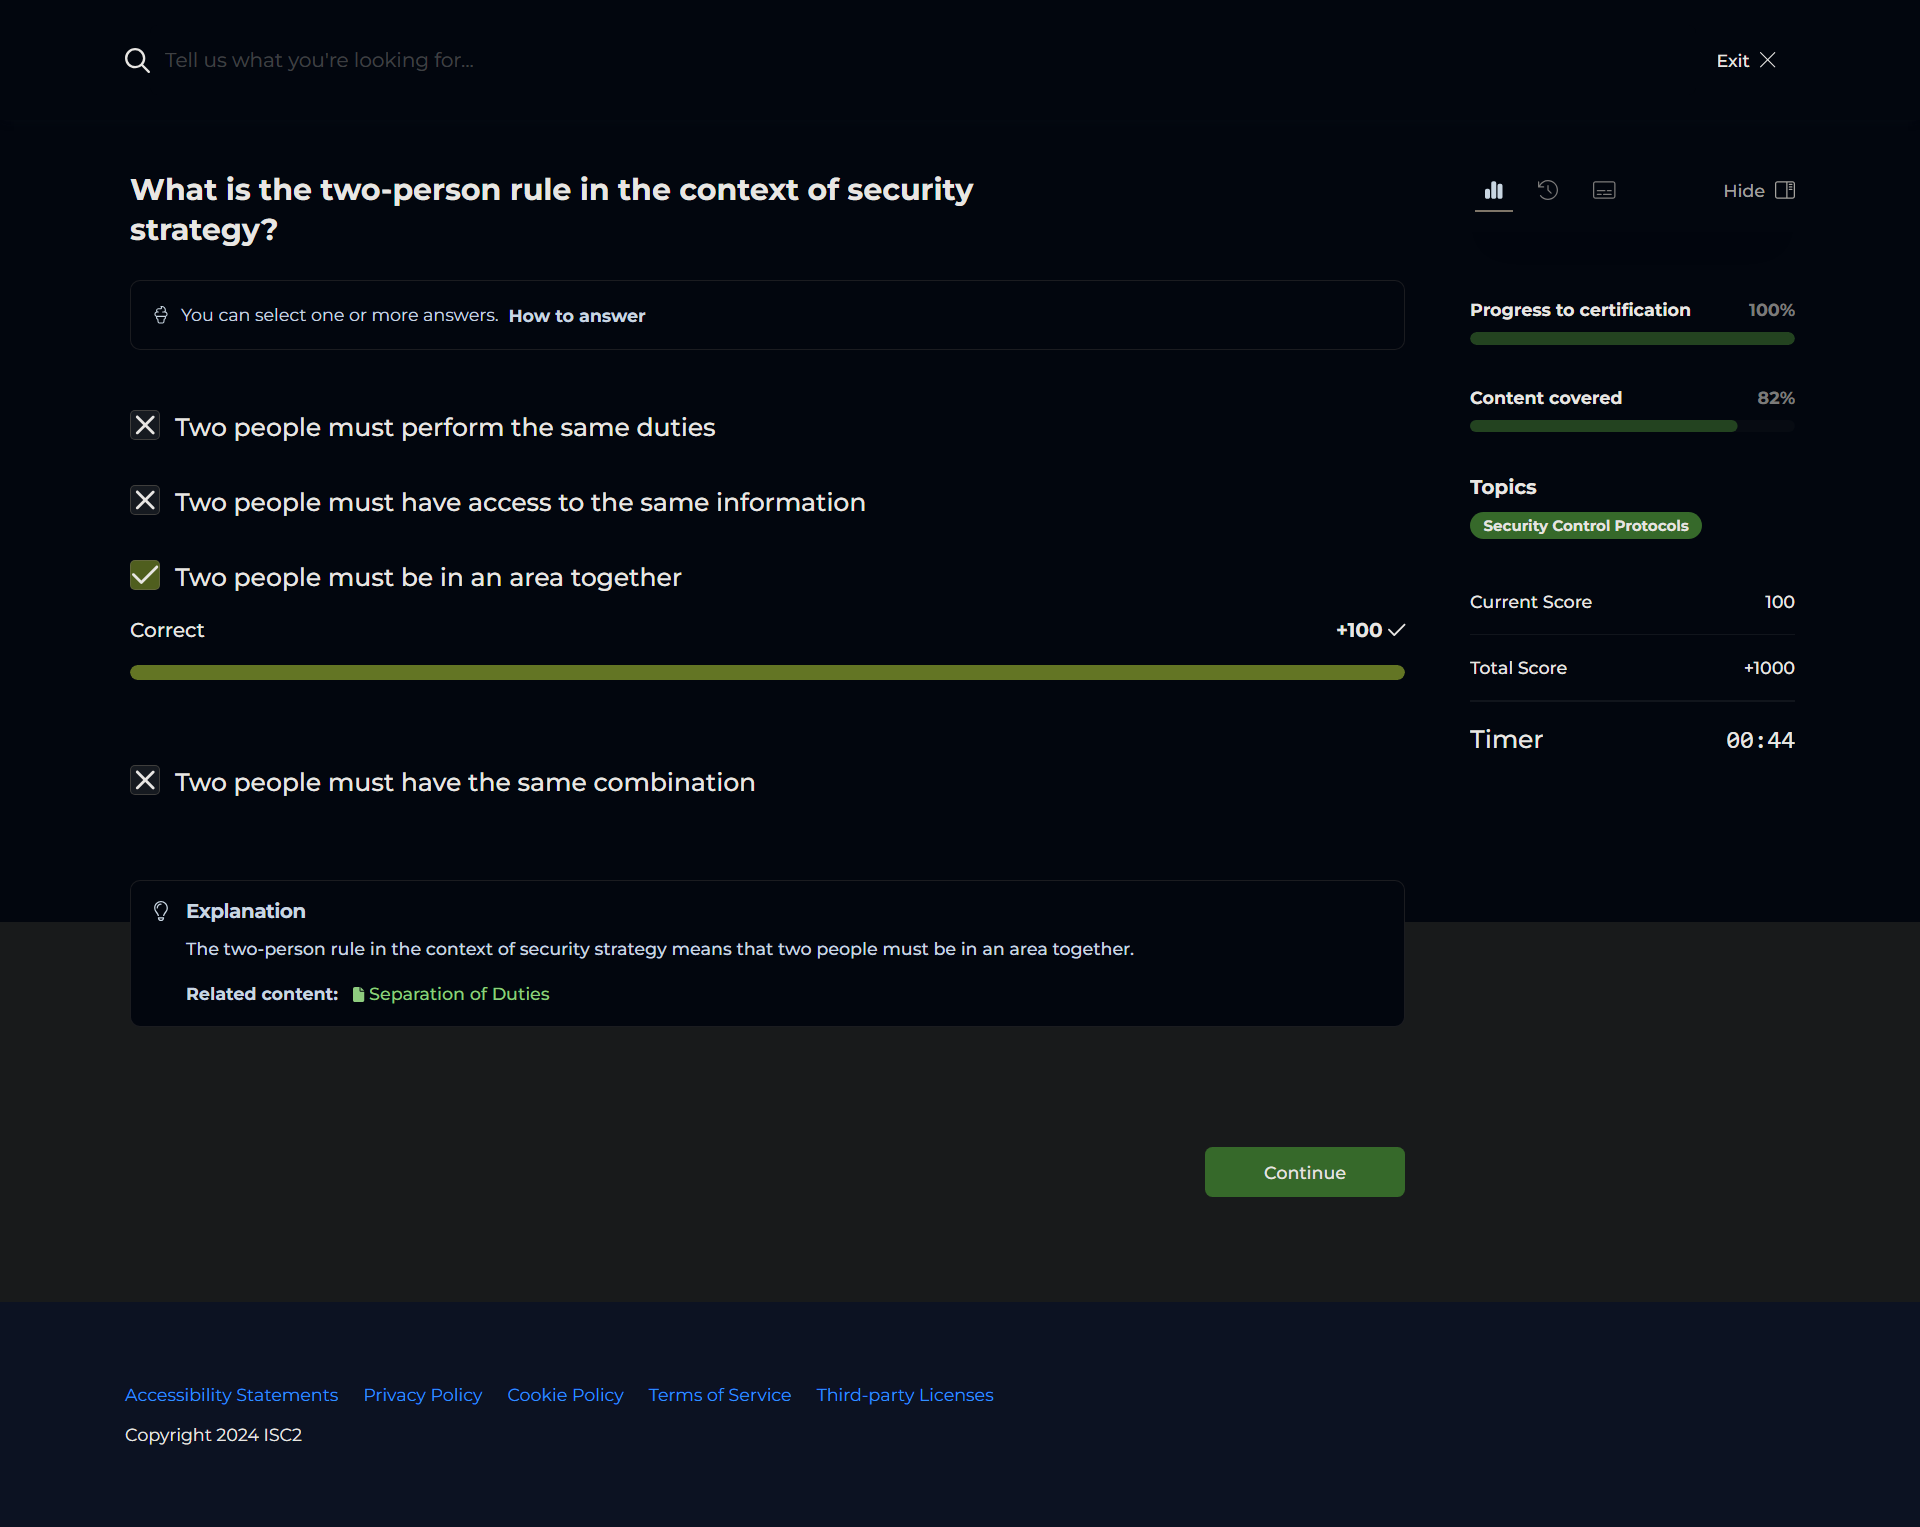 Tell us what you're looking for...
Exit
What is the two-person rule in the context of security
strategy?
You can select one or more answers. How to answer
Two people must perform the same duties
Two people must have access to the same information
Two people must be in an area together
Correct +100
Two people must have the same combination
Explanation
The two-person rule in the context of security strategy means that two people must be in an area together.
Related content: Separation of Duties
Continue
Hide
Progress to certification 100%
Content covered 82%
Topics
Security Control Protocols
Current Score 100
Total Score +1000
Timer 00:44
Accessibility Statements Privacy Policy Cookie Policy Terms of Service Third-party Licenses
Copyright 2024 ISC2